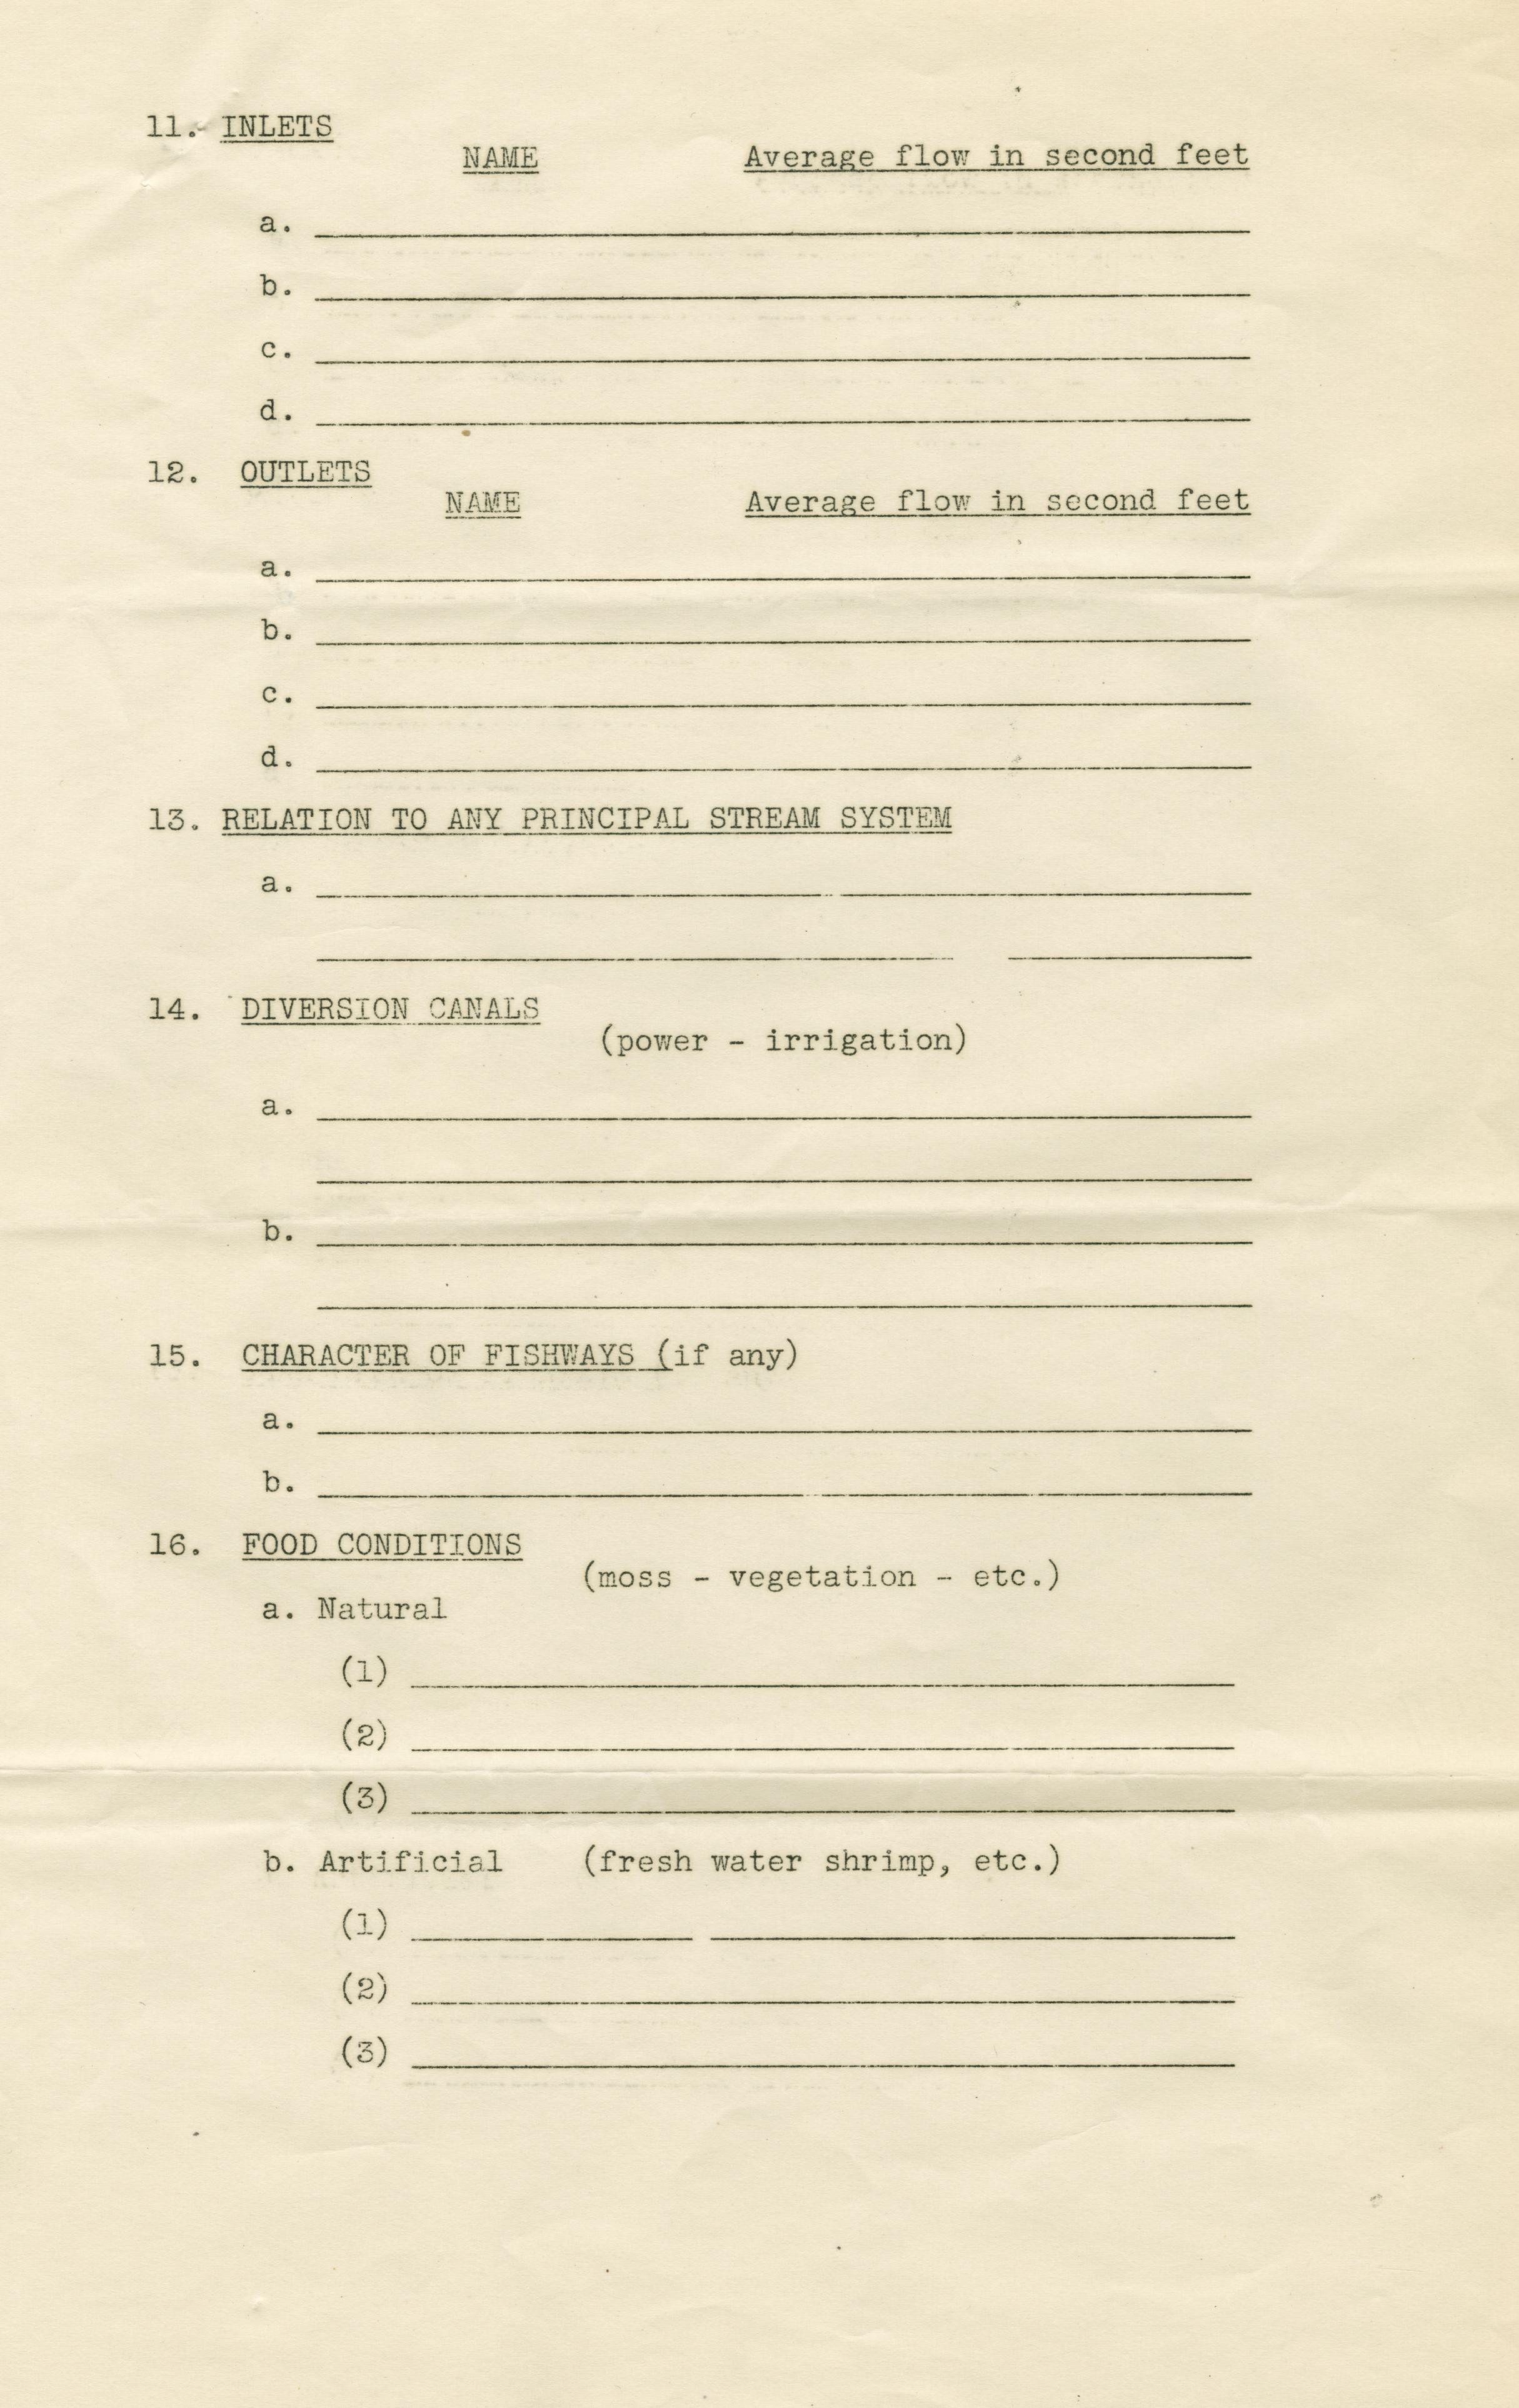 11. INLETS
NAME Average flow in second feet
a.
b.
c.
d.
12. OUTLETS
NAME Average flow in second feet
a.
b.
c.
d.
13. RELATION TO ANY PRINCIPAL STREAM SYSTEM
a.
14. DIVERSION CANALS
(power - irrigation)
a.
b.
15. CHARACTER OF FISHWAYS (if any)
a.
b.
16. FOOD CONDITIONS
(moss - vegetation - etc.)
a. Natural
(1)
(2)
(3)
b. Artificial (fresh water shrimp, etc.)
(1)
(2)
(3)